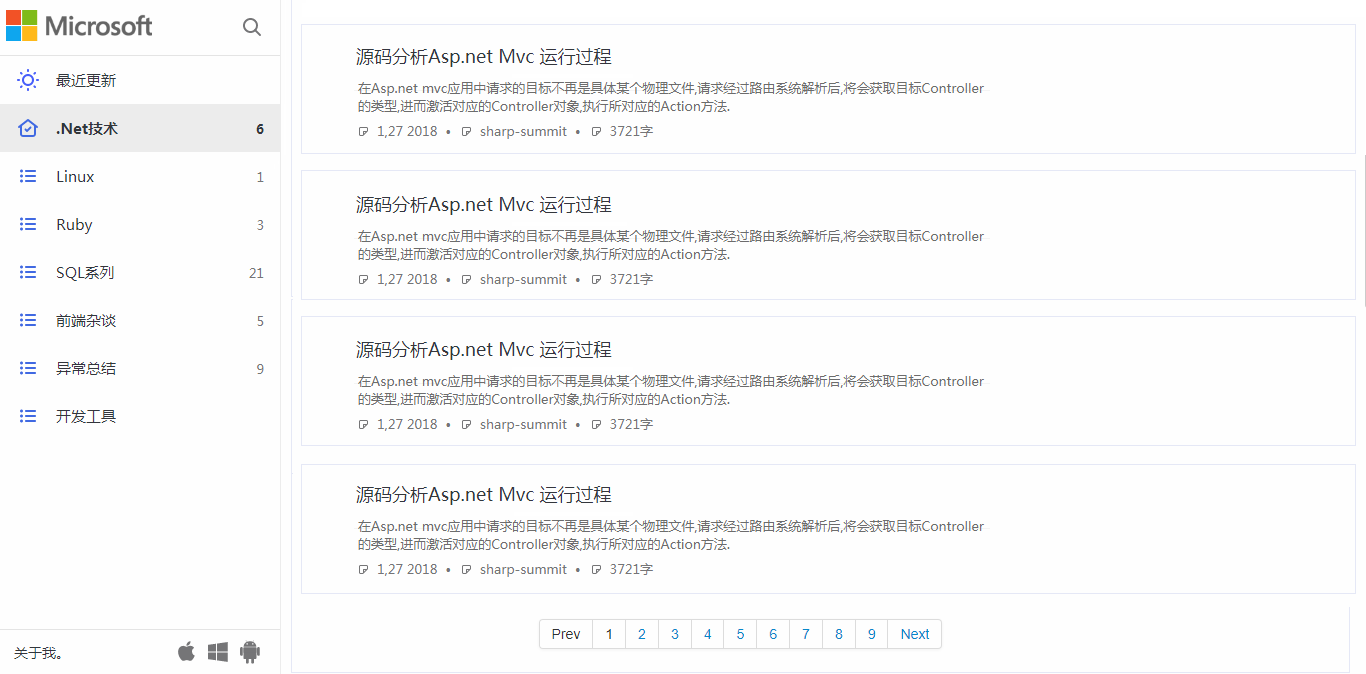 Microsoft
最近更新
.Net技术 6
Linux 1
Ruby 3
SQL系列 21
前端杂谈 5
异常总结 9
开发工具
关于我。
源码分析Asp.net Mvc 运行过程
在Asp.net mvc应用中请求的目标不再是具体某个物理文件,请求经过路由系统解析后,将会获取目标Controller
的类型,进而激活对应的Controller对象,执行所对应的Action方法.
1,27 2018 • sharp-summit • 3721字
源码分析Asp.net Mvc 运行过程
在Asp.net mvc应用中请求的目标不再是具体某个物理文件,请求经过路由系统解析后,将会获取目标Controller
的类型,进而激活对应的Controller对象,执行所对应的Action方法.
1,27 2018 • sharp-summit • 3721字
源码分析Asp.net Mvc 运行过程
在Asp.net mvc应用中请求的目标不再是具体某个物理文件,请求经过路由系统解析后,将会获取目标Controller
的类型,进而激活对应的Controller对象,执行所对应的Action方法.
1,27 2018 • sharp-summit • 3721字
源码分析Asp.net Mvc 运行过程
在Asp.net mvc应用中请求的目标不再是具体某个物理文件,请求经过路由系统解析后,将会获取目标Controller
的类型,进而激活对应的Controller对象,执行所对应的Action方法.
1,27 2018 • sharp-summit • 3721字
Prev 1 2 3 4 5 6 7 8 9 Next